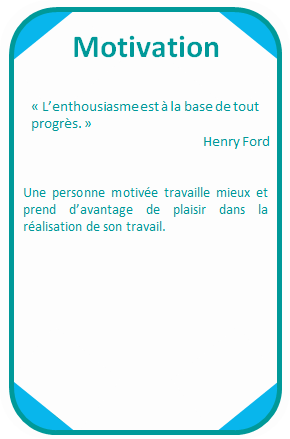 Motivation
« L’enthousiasme est à la base de tout
progrès. »
Henry Ford
Une personne motivée travaille mieux et
prend d’avantage de plaisir dans la
réalisation de son travail.